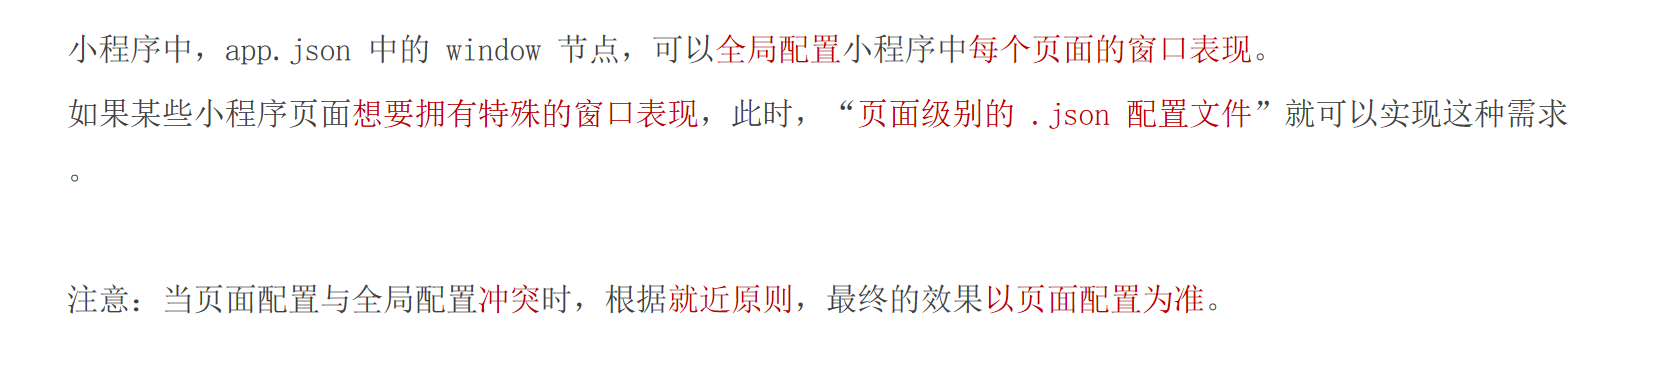 小程序中，app.json 中的 window 节点，可以全局配置小程序中每个页面的窗口表现。
如果某些小程序页面想要拥有特殊的窗口表现，此时，“页面级别的 .json 配置文件”就可以实现这种需求
。
注意：当页面配置与全局配置冲突时，根据就近原则，最终的效果以页面配置为准。